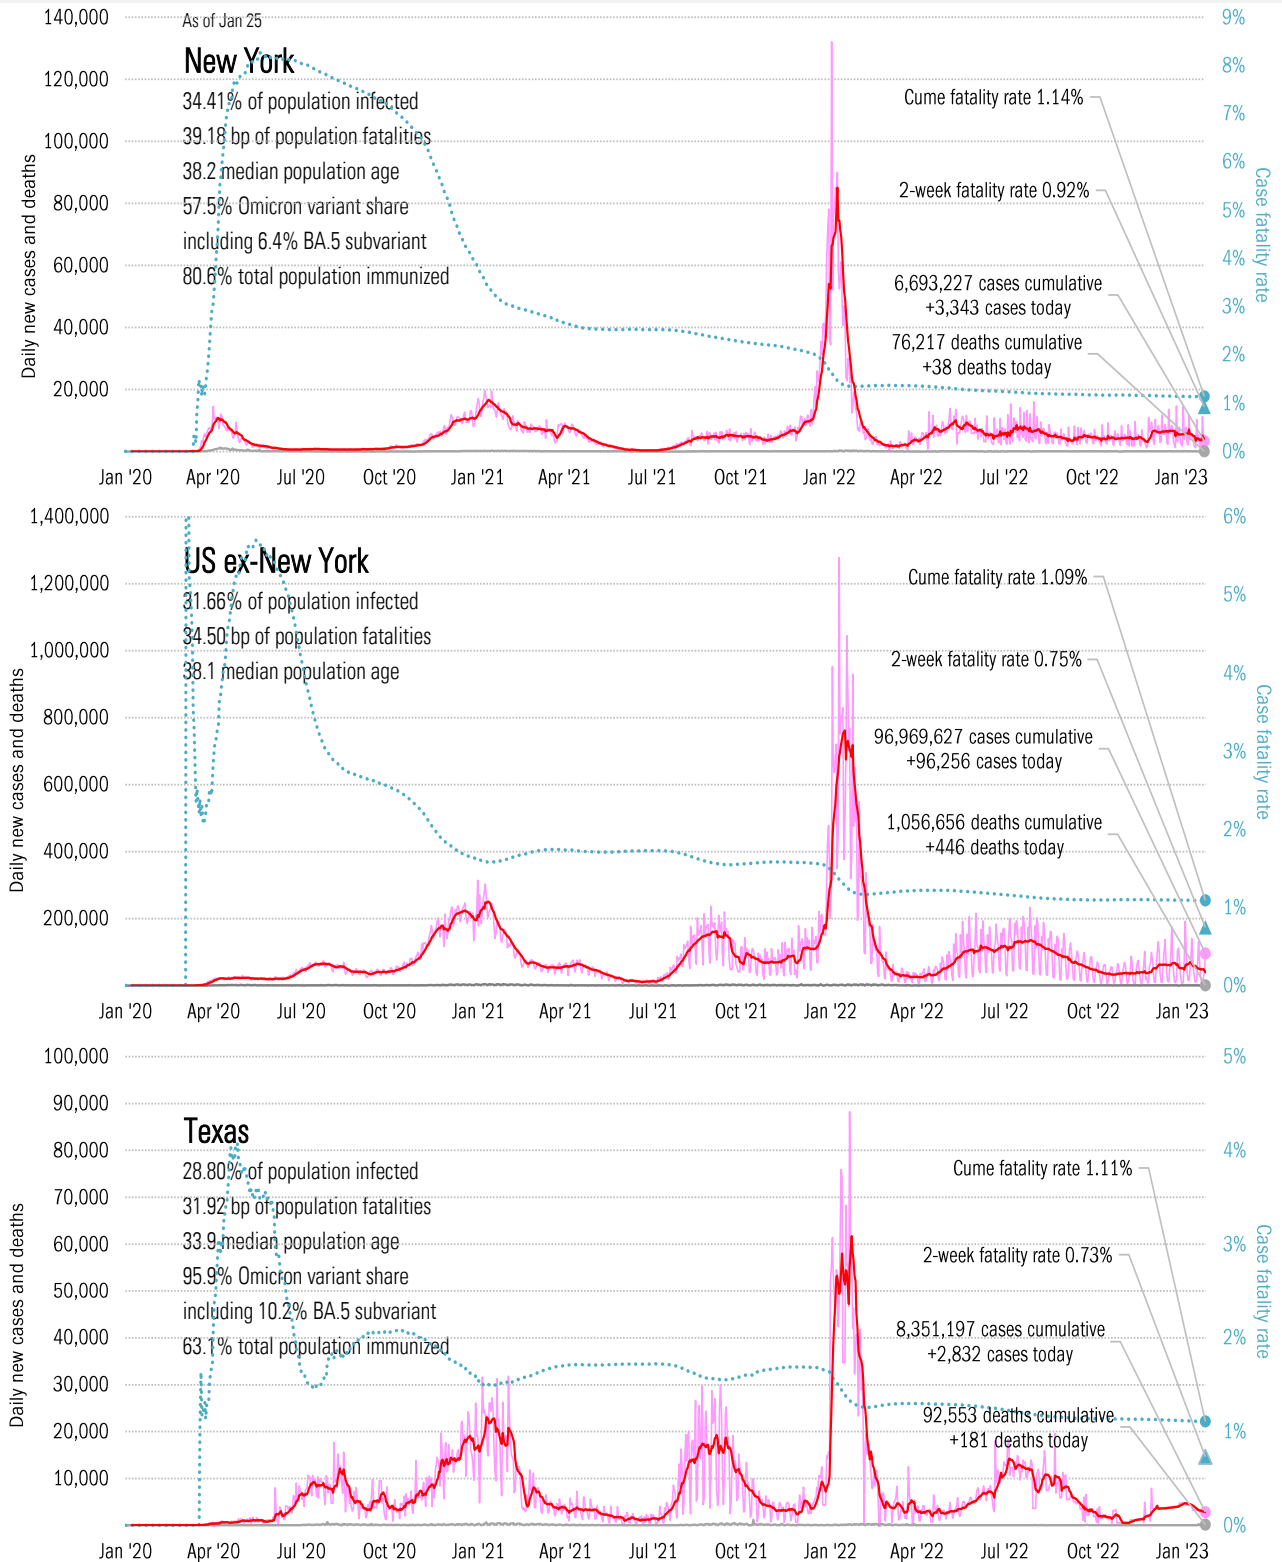 140,000
As of Jan 25
9%
New York
120,000
8%
34.41% of population infected
Cume fatality rate 1.14%
7%
39.18 bp of population fatalities
100,000
38.2 median population age
6%
2-week fatality rate 0.92%
80,000
57.5% Omicron variant share
5%
including 6.4% BA.5 subvariant
60,000
4%
80.6% total population immunized
6,693,227 cases cumulative
+3,343 cases today
3%
40,000
76,217 deaths cumulative
+38 deaths today
2%
20,000
1%
0%
Daily new cases and deaths
Case fatality rate
Jan '20 Apr '20 Jul '20 Oct '20 Jan '21 Apr '21 Jul '21 Oct '21 Jan '22 Apr '22 Jul '22 Oct '22 Jan '23
1,400,000
6%
US ex-New York
1,200,000
Cume fatality rate 1.09%
31.66% of population infected
5%
34.50 bp of population fatalities
1,000,000
2-week fatality rate 0.75%
38.1 median population age
4%
800,000
96,969,627 cases cumulative
+96,256 cases today
3%
600,000
1,056,656 deaths cumulative
+446 deaths today
2%
400,000
200,000
1%
0%
Daily new cases and deaths
Case fatality rate
Jan '20 Apr '20 Jul '20 Oct '20 Jan '21 Apr '21 Jul '21 Oct '21 Jan '22 Apr '22 Jul '22 Oct '22 Jan '23
100,000
5%
90,000
Texas
80,000
4%
28.80% of population infected
Cume fatality rate 1.11%
70,000
31.92 bp of population fatalities
60,000
3%
33.9 median population age
2-week fatality rate 0.73%
95.9% Omicron variant share
50,000
including 10.2% BA.5 subvariant
8,351,197 cases cumulative
+2,832 cases today
40,000
2%
63.1% total population immunized
30,000
92,553 deaths cumulative
+181 deaths today
20,000
1%
10,000
0%
Daily new cases and deaths
Case fatality rate
Jan '20 Apr '20 Jul '20 Oct '20 Jan '21 Apr '21 Jul '21 Oct '21 Jan '22 Apr '22 Jul '22 Oct '22 Jan '23